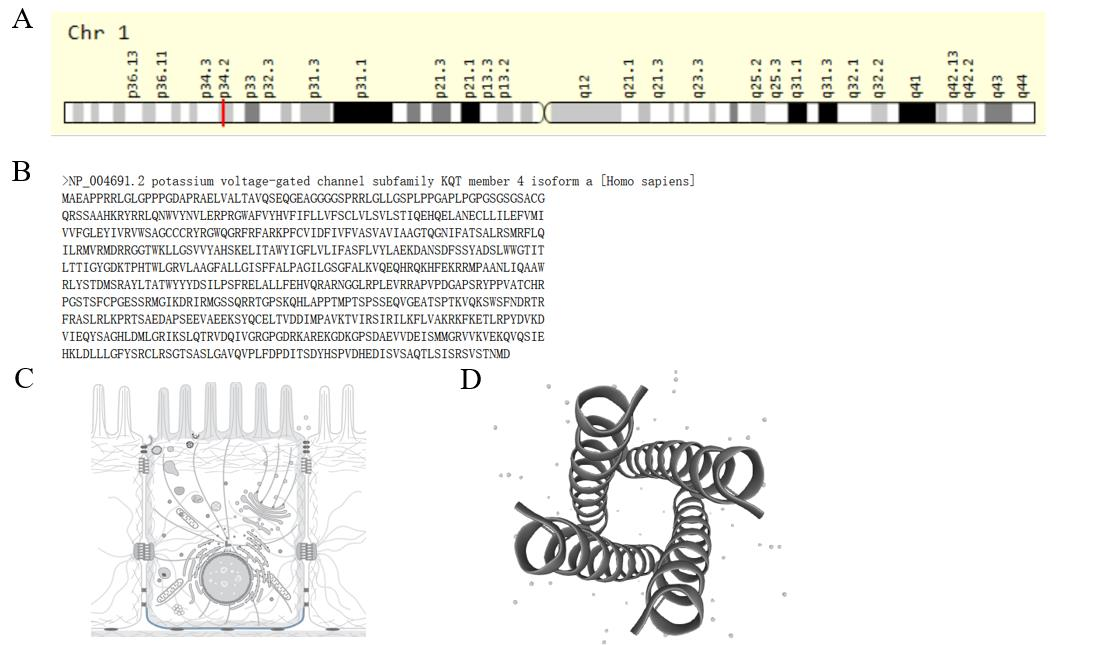 A
Chr 1
p36.13 p36.11 p34.3 p34.2 p33 p32.3 p31.3 p31.1 p21.3 p21.1 p13.3 p13.2 q12 q21.1 q21.3 q23.3 q25.2 q25.3 q31.1 q31.3 q32.1 q32.2 q41 q42.13 q42.2 q43 q44
B
>NP_004691.2 potassium voltage-gated channel subfamily KQT member 4 isoform a [Homo sapiens]
MAEAPPRRLGLGPPPGDAPRAELVALTAVQSEQGEAGGGGSPRRLGLLGSPLPPGAPLPGPGSGSGSACG
QRSSAAHKRYRRLQNWVYNVLERPRGWAFVYHVFIFLLVFSCLVLSVLSTIQEHQELANECLLILEFVMI
VVFGLEYIVRVWSAGCCCRYRGWQGRFRFARKPFCVIDFIVFVASVAVIAAGTQGNIFATSALRSMRFLQ
ILRMVRMDRRGGTWKLLGSVVYAHSKELITAWYIGFLVLIFASFLVYLAEKDANSDFSSYADSLWWGTIT
LTTIGYGDKTPHTWLGRVLAAGFALLGISFFALPAGILGSGFALKVQEQHRQKHFEKRRMPAANLIQAAW
RLYSTDMSRAYLTATWYYYDSILPSFRELALLFEHVQRARNGGLRPLEVRRAPVPDGAPSRYPPVATCHR
PGSTSFCPGESSRMGIKDRIRMGSSQRRTGPSKQHLAPPTMPTSPSSEQVGEATSPTKVQKSWSFNDRTR
FRASLRLKPRTSAEDAPSEEVAEEKSYQCELTVDDIMPAVKTVIRSIRILKFLVAKRKFKETLRPYDVKD
VIEQYSAGHLDMLGRIKSLQTRVDQIVGRGPGDRKAREKGDKGPSDAEVVDEISMMGRVVKVEKQVQSIE
HKLDLLLGFYSRCLRSGTSASLGAVQVPLFDPDITSDYHSPVDHEDISVSAQTLSISRSVSTNMD
C
D